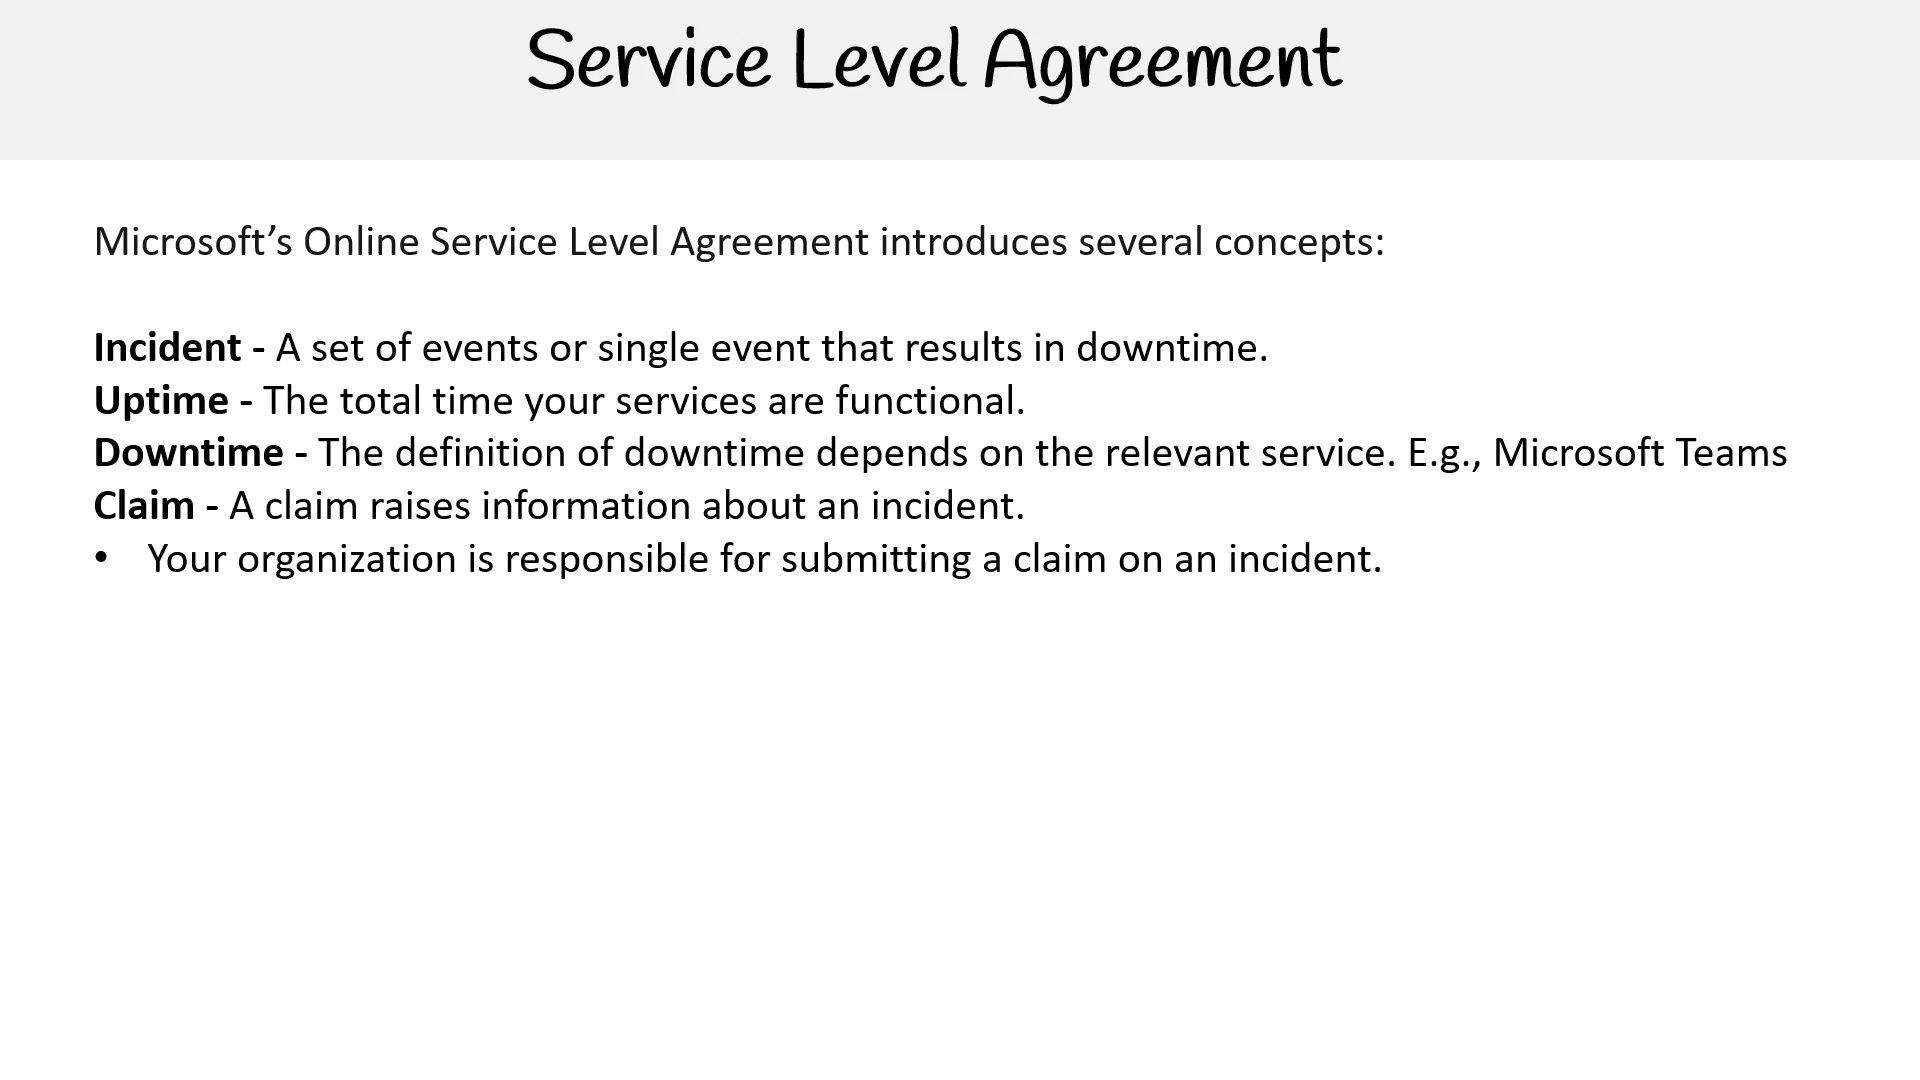 Service Level Agreement
Microsoft’s Online Service Level Agreement introduces several concepts:
Incident - A set of events or single event that results in downtime.
Uptime - The total time your services are functional.
Downtime - The definition of downtime depends on the relevant service. E.g., Microsoft Teams
Claim - A claim raises information about an incident.
• Your organization is responsible for submitting a claim on an incident.